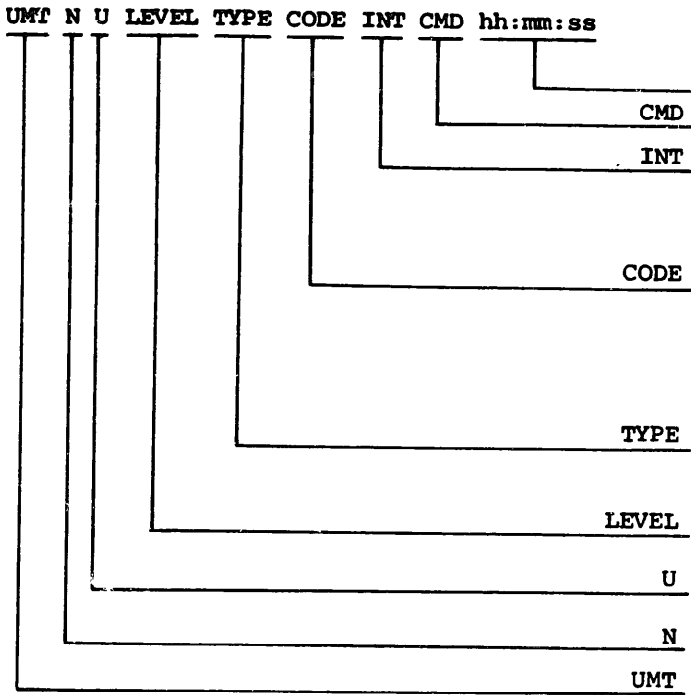 UMT N U LEVEL TYPE CODE INT CMD hh:mm:ss
CMD
INT
CODE
TYPE
LEVEL
U
N
UMT